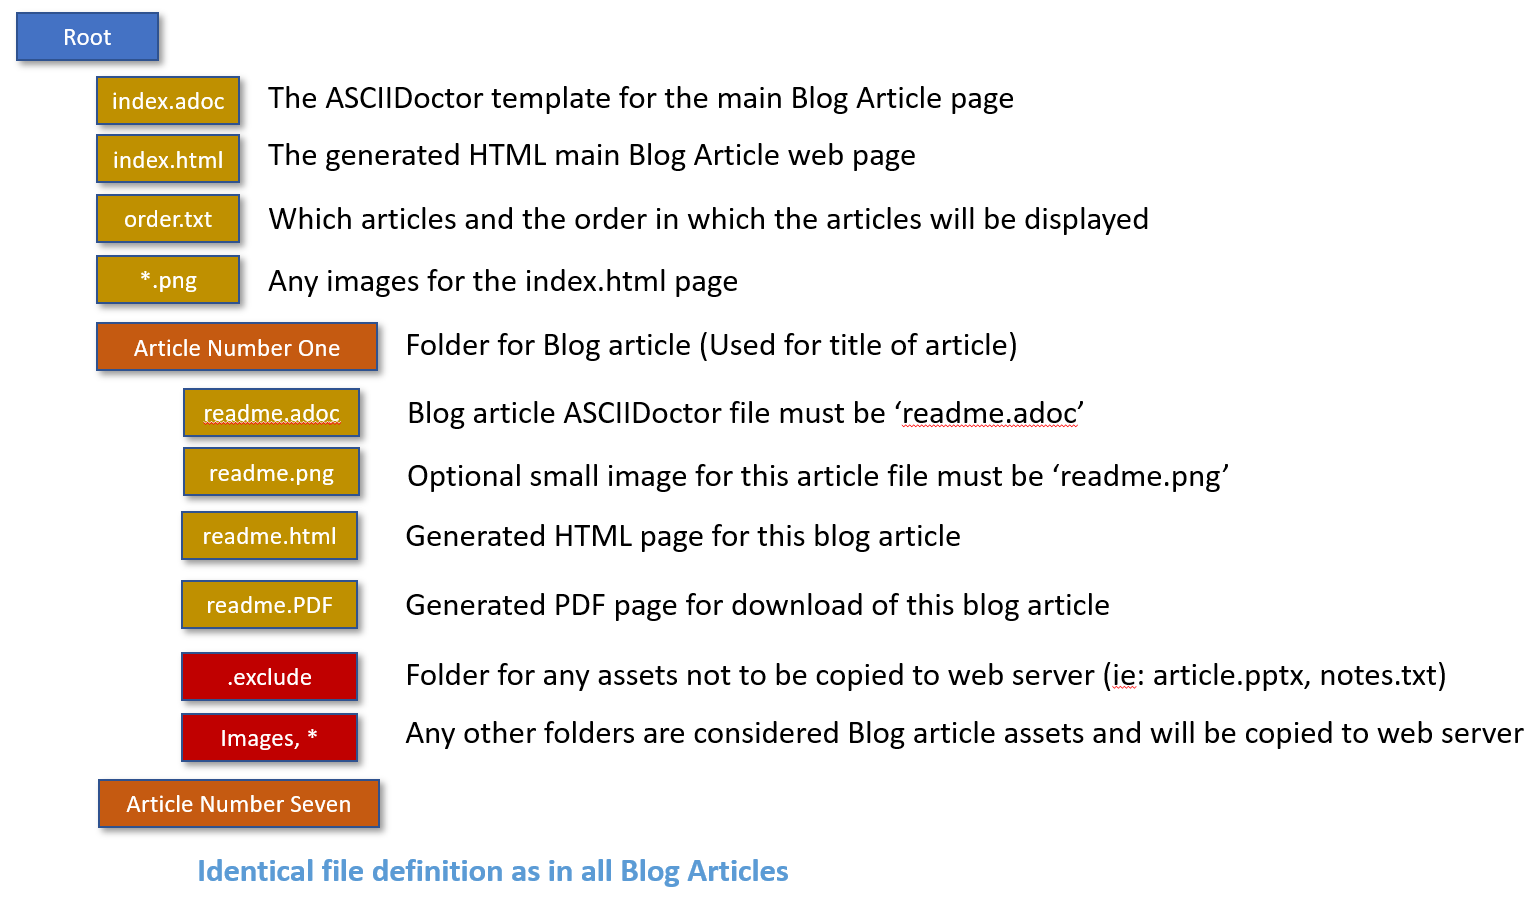 Root
index.adoc The ASCIIDoctor template for the main Blog Article page
index.html The generated HTML main Blog Article web page
order.txt Which articles and the order in which the articles will be displayed
*.png Any images for the index.html page
Article Number One Folder for Blog article (Used for title of article)
readme.adoc Blog article ASCIIDoctor file must be ‘readme.adoc’
readme.png Optional small image for this article file must be ‘readme.png’
readme.html Generated HTML page for this blog article
readme.PDF Generated PDF page for download of this blog article
.exclude Folder for any assets not to be copied to web server (ie: article.pptx, notes.txt)
Images, * Any other folders are considered Blog article assets and will be copied to web server
Article Number Seven
Identical file definition as in all Blog Articles